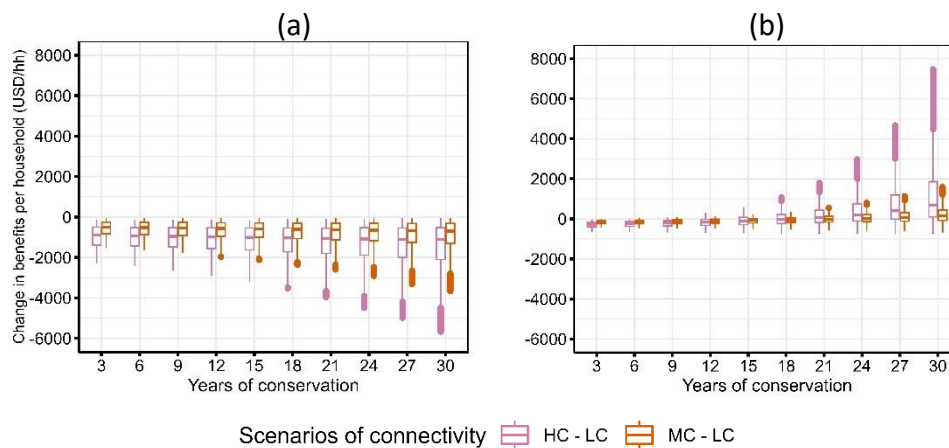 (a)
Change in benefits per household (USD/hh)
8000
6000
4000
2000
0
-2000
-4000
-6000
3 6 9 12 15 18 21 24 27 30
Years of conservation
(b)
8000
6000
4000
2000
0
-2000
-4000
-6000
3 6 9 12 15 18 21 24 27 30
Years of conservation
Scenarios of connectivity HC - LC MC - LC